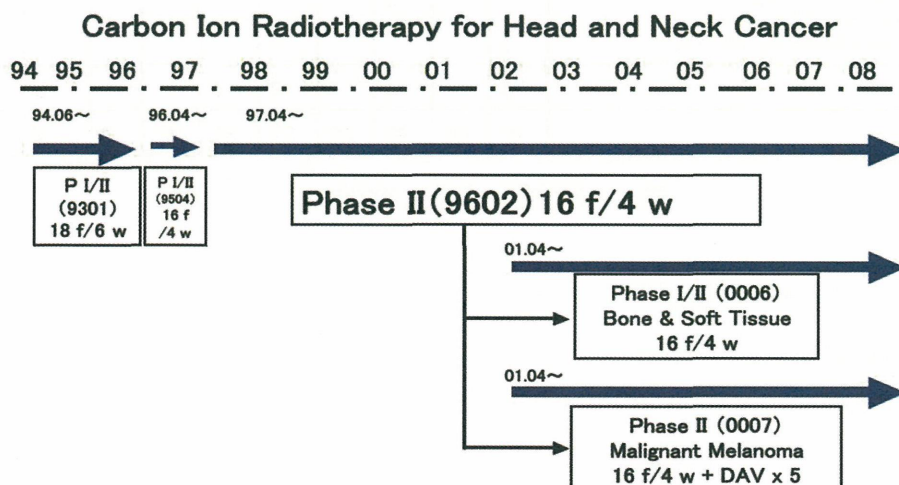 Carbon Ion Radiotherapy for Head and Neck Cancer
94 95 96 97 98 99 00 01 02 03 04 05 06 07 08
94.06~ 96.04~ 97.04~
P I/II
(9301)
18 f/6 w
P I/II
(9504)
16 f
/4 w
Phase II(9602) 16 f/4 w
01.04~
Phase I/II (0006)
Bone & Soft Tissue
16 f/4 w
01.04~
Phase II (0007)
Malignant Melanoma
16 f/4 w + DAV x 5